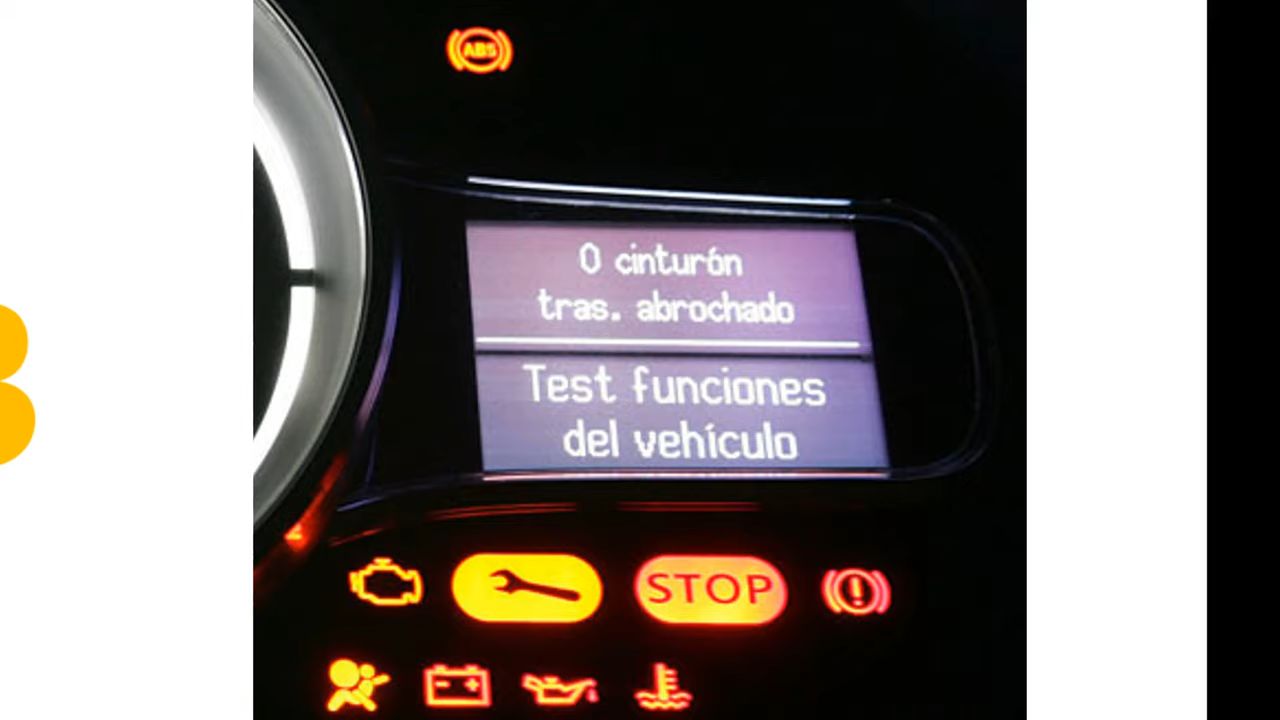 ABS
0 cinturón
tras. abrochado
Test funciones
del vehículo
STOP